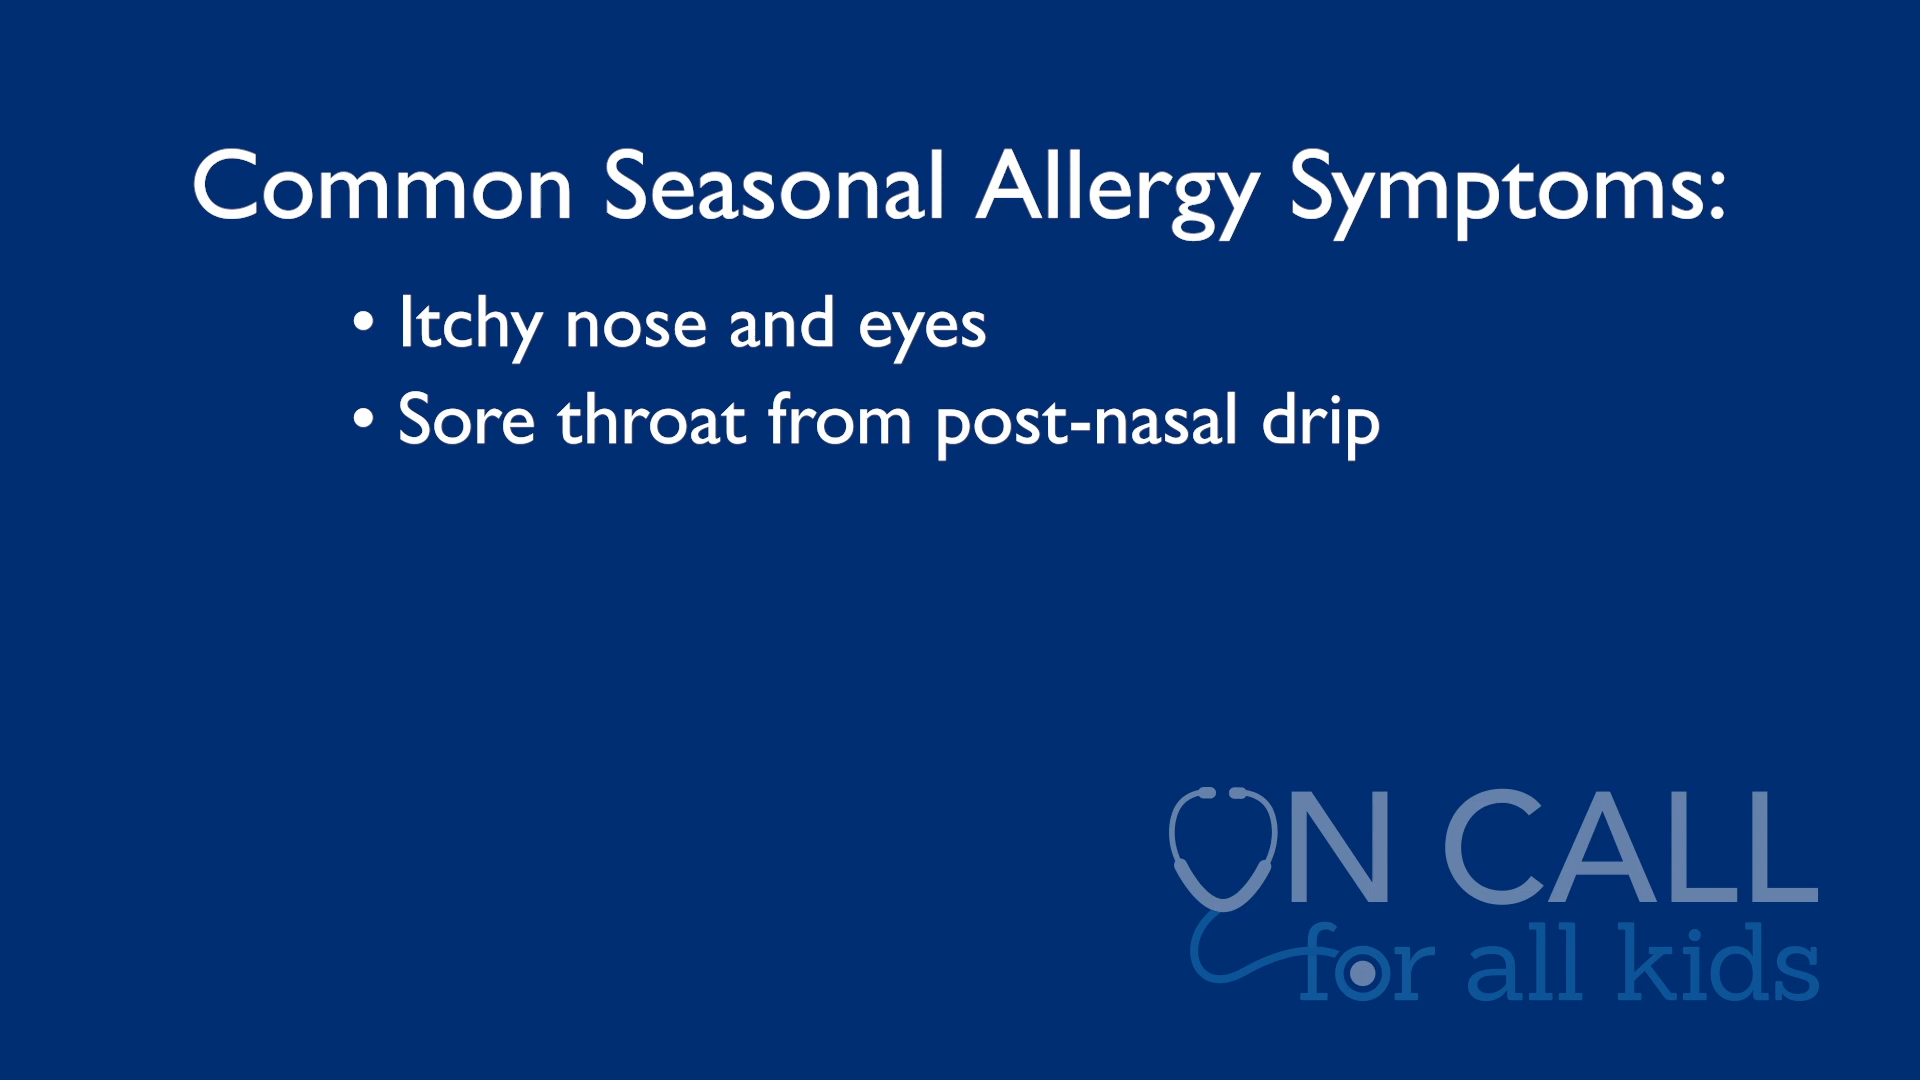 Common Seasonal Allergy Symptoms:
• Itchy nose and eyes
• Sore throat from post-nasal drip
ON CALL
for all kids